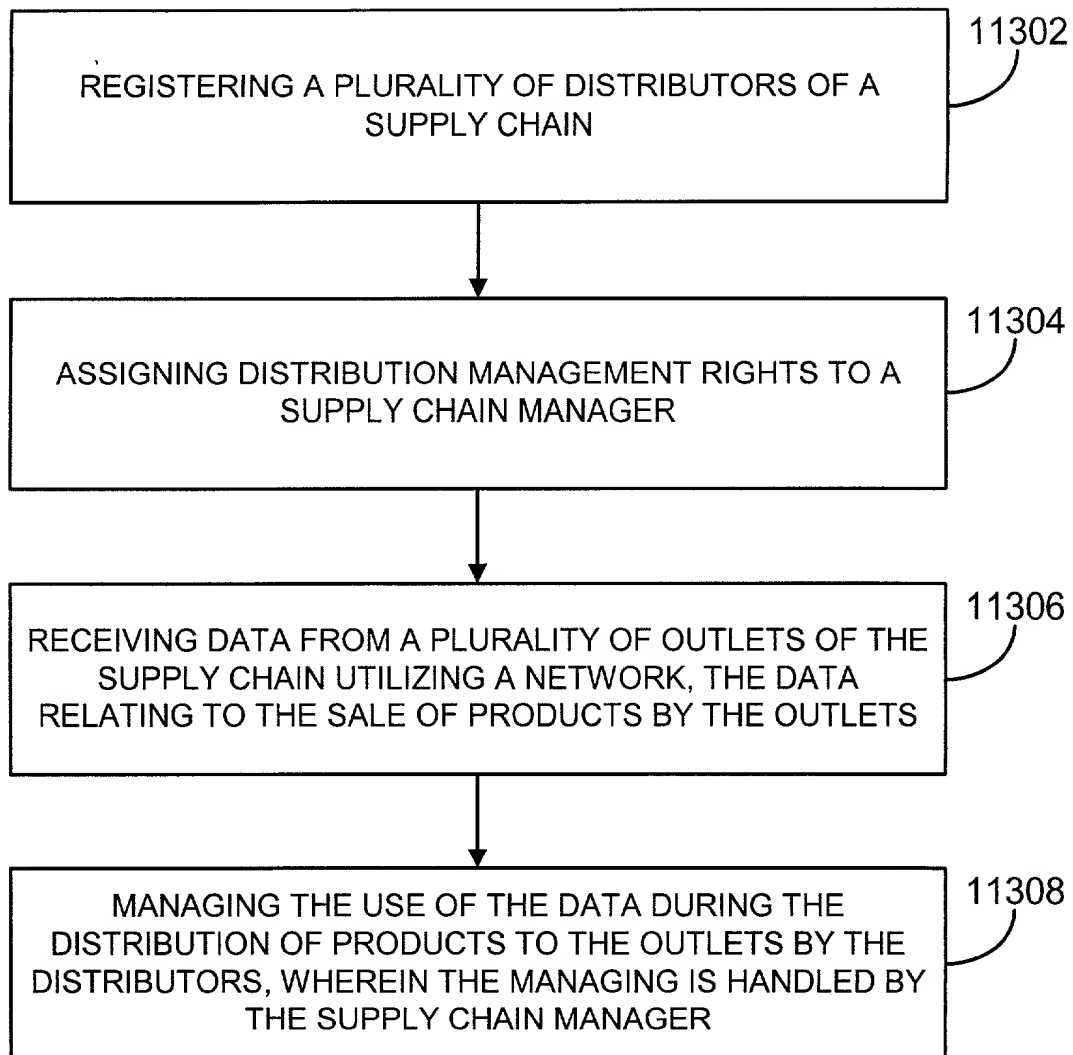 11302
REGISTERING A PLURALITY OF DISTRIBUTORS OF A
SUPPLY CHAIN
11304
ASSIGNING DISTRIBUTION MANAGEMENT RIGHTS TO A
SUPPLY CHAIN MANAGER
11306
RECEIVING DATA FROM A PLURALITY OF OUTLETS OF THE
SUPPLY CHAIN UTILIZING A NETWORK, THE DATA
RELATING TO THE SALE OF PRODUCTS BY THE OUTLETS
11308
MANAGING THE USE OF THE DATA DURING THE
DISTRIBUTION OF PRODUCTS TO THE OUTLETS BY THE
DISTRIBUTORS, WHEREIN THE MANAGING IS HANDLED BY
THE SUPPLY CHAIN MANAGER